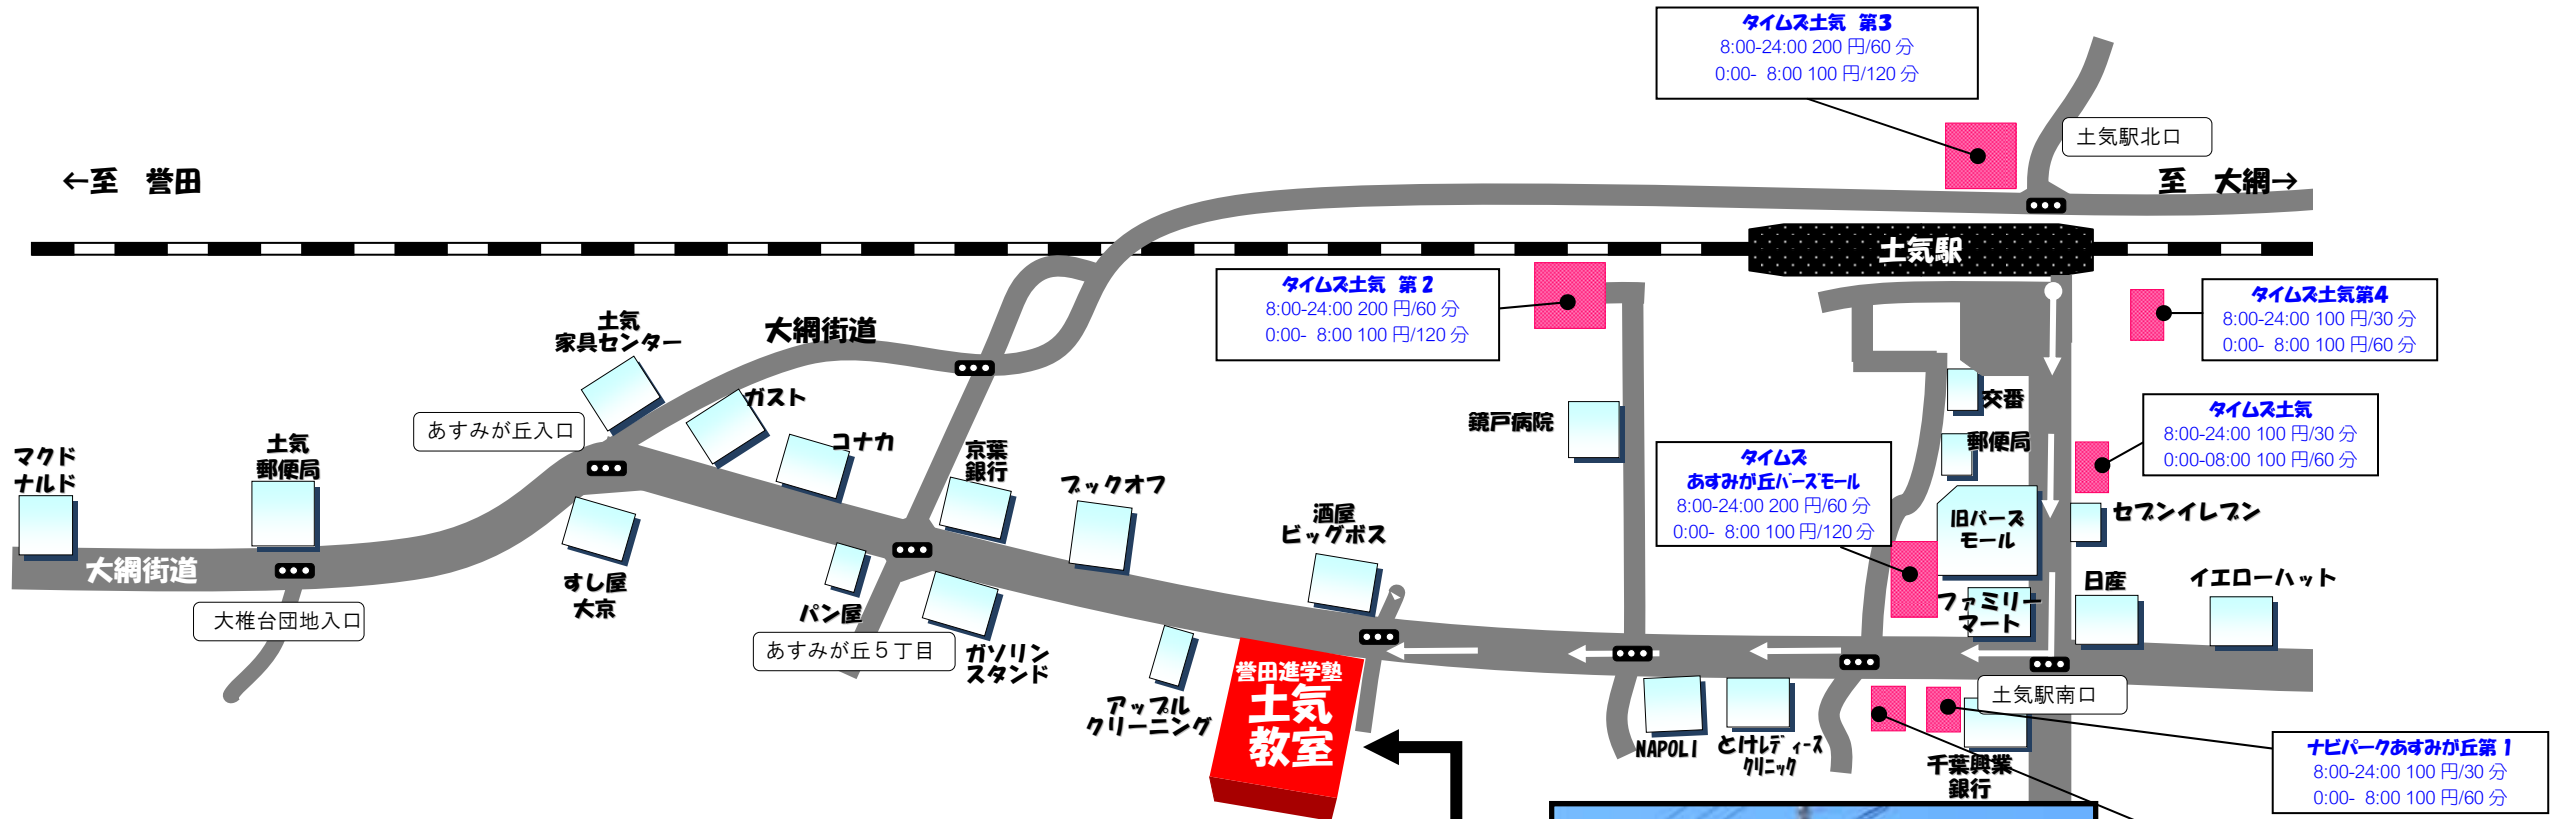 タイムズ土気 第3
8:00-24:00 200 円/60 分
0:00- 8:00 100 円/120 分
土気駅北口
←至 誉田
至 大網→
土気駅
タイムズ土気 第２
8:00-24:00 200 円/60 分
0:00- 8:00 100 円/120 分
タイムズ土気第4
8:00-24:00 100 円/30 分
0:00- 8:00 100 円/60 分
土気
家具センター
大網街道
ガスト
コナカ
あすみが丘入口
土気
郵便局
マクド
ナルド
京葉
銀行
ブックオフ
酒屋
ビッグボス
鏡戸病院
交番
郵便局
タイムズ土気
8:00-24:00 100 円/30 分
0:00-08:00 100 円/60 分
タイムズ
あすみが丘バーズモール
8:00-24:00 200 円/60 分
0:00- 8:00 100 円/120 分
旧バーズ
モール
セブンイレブン
大網街道
すし屋
大京
パン屋
大椎台団地入口
あすみが丘５丁目
ガソリン
スタンド
アップル
クリーニング
誉田進学塾
土気
教室
ファミリー
マート
日産
イエローハット
土気駅南口
NAPOLI
とけレディース
クリニック
千葉興業
銀行
ナビパークあすみが丘第１
8:00-24:00 100 円/30 分
0:00- 8:00 100 円/60 分